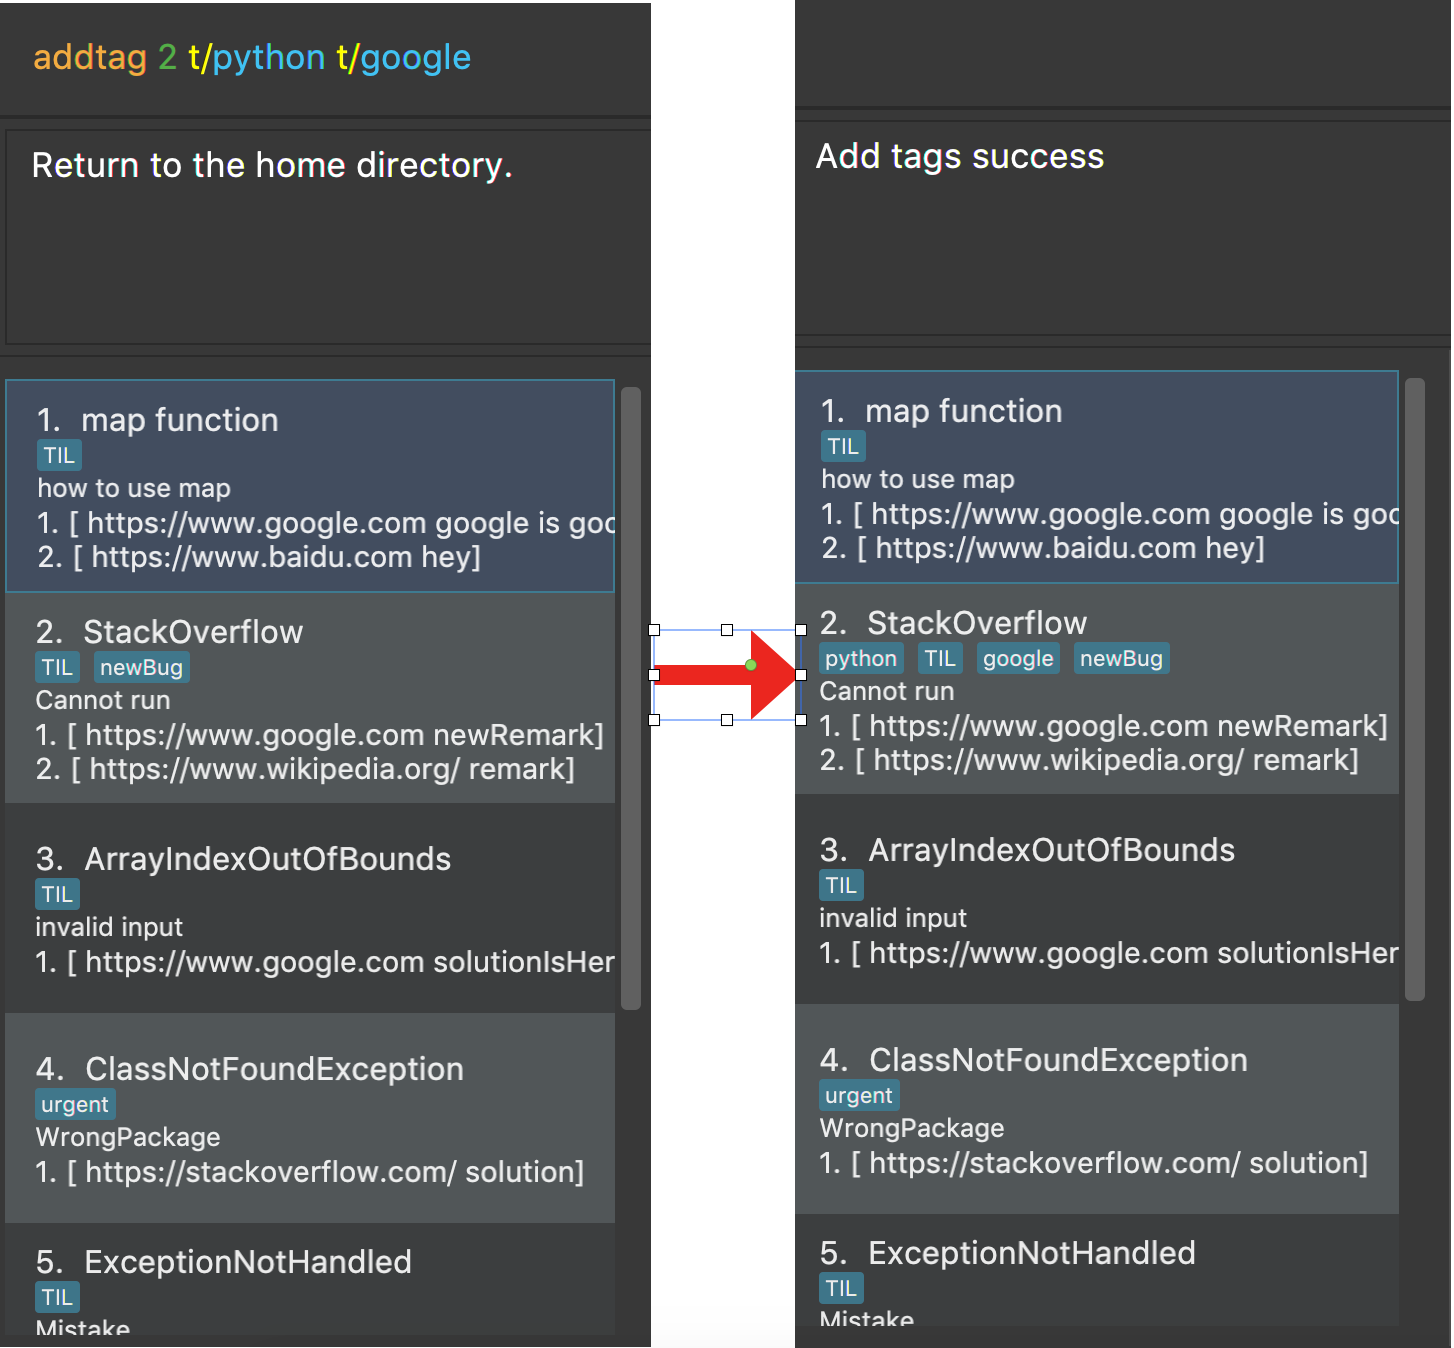 addtag 2 t/python t/google
Return to the home directory.
1. map function
TIL
how to use map
1. [ https://www.google.com google is goo
2. [ https://www.baidu.com hey]
2. StackOverflow
TIL newBug
Cannot run
1. [ https://www.google.com newRemark]
2. [ https://www.wikipedia.org/ remark]
3. ArrayIndexOutOfBounds
TIL
invalid input
1. [ https://www.google.com solutionIsHer
4. ClassNotFoundException
urgent
WrongPackage
1. [ https://stackoverflow.com/ solution]
5. ExceptionNotHandled
TIL
Mistake
Add tags success
1. map function
TIL
how to use map
1. [ https://www.google.com google is goo
2. [ https://www.baidu.com hey]
2. StackOverflow
python TIL google newBug
Cannot run
1. [ https://www.google.com newRemark]
2. [ https://www.wikipedia.org/ remark]
3. ArrayIndexOutOfBounds
TIL
invalid input
1. [ https://www.google.com solutionIsHer
4. ClassNotFoundException
urgent
WrongPackage
1. [ https://stackoverflow.com/ solution]
5. ExceptionNotHandled
TIL
Mistake